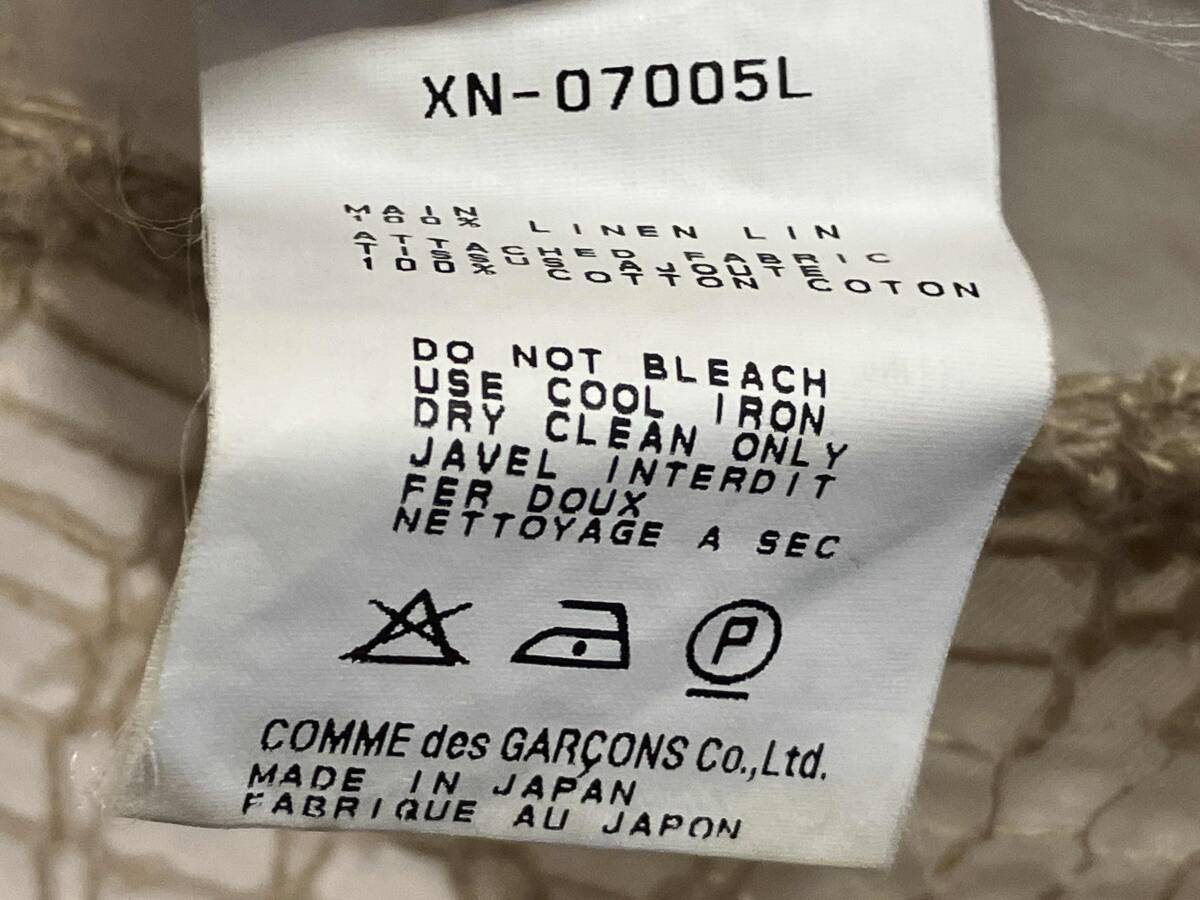 XN-07005L
MAIN
100% LINEN LIN
ATTACHED FABRIC
TISSUS AJOUTE
100% COTTON COTON
DO NOT BLEACH
USE COOL IRON
DRY CLEAN ONLY
JAVEL INTERDIT
FER DOUX
NETTOYAGE A SEC
P
COMME des GARÇONS Co.,Ltd.
MADE IN JAPAN
FABRIQUE AU JAPON